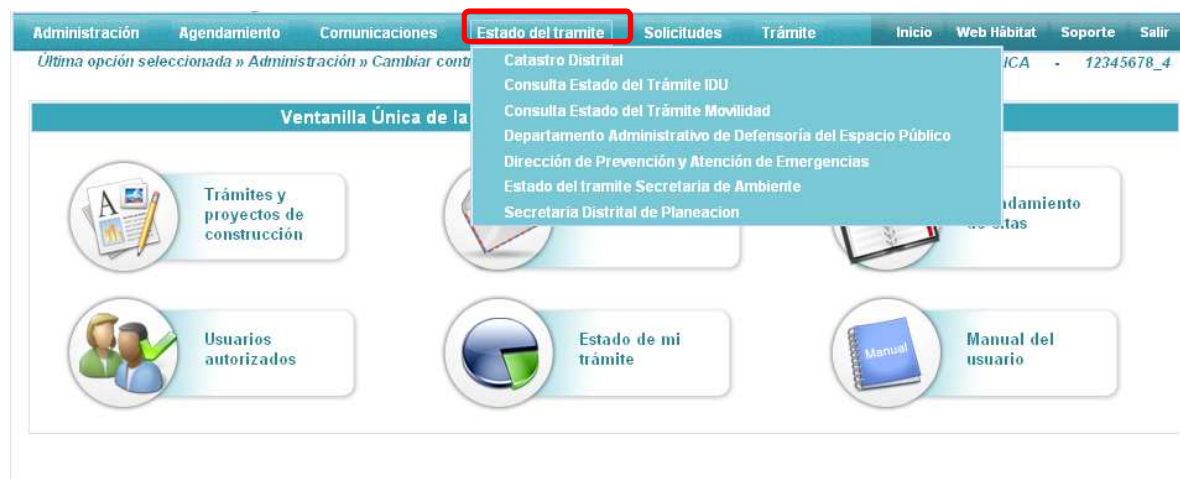 Administración Agendamiento Comunicaciones Estado del tramite Solicitudes Trámite Inicio Web Hábitat Soporte Salir
Última opción seleccionada » Administración » Cambiar contr ICA - 12345678_4
Catastro Distrital
Consulta Estado del Trámite IDU
Consulta Estado del Trámite Movilidad
Departamento Administrativo de Defensoría del Espacio Público
Dirección de Prevención y Atención de Emergencias
Estado del tramite Secretaria de Ambiente
Secretaria Distrital de Planeacion
Ventanilla Única de la
Trámites y
proyectos de
construcción
ndamiento
Usuarios
autorizados
Estado de mi
trámite
Manual
Manual del
usuario